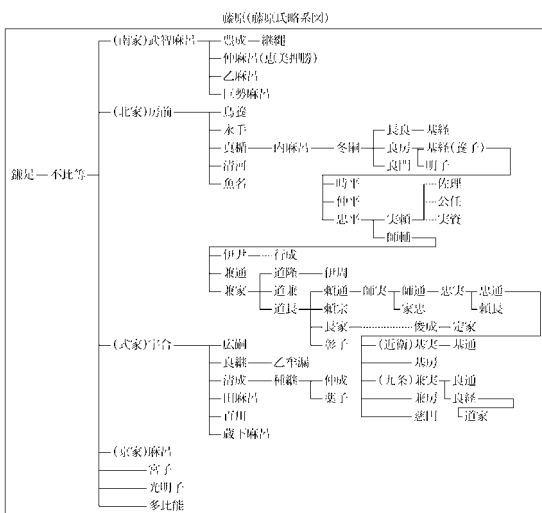 藤原(藤原氏略系図)
(南家)武智麻呂 豊成 継縄
仲麻呂(恵美押勝)
乙麻呂
巨勢麻呂
(北家)房前 鳥養
永手 長良 基経
真楯 内麻呂 冬嗣 良房 基経(養子)
清河 良門 明子
鎌足 不比等
魚名 時平 佐理
仲平 公任
忠平 実頼 実資
師輔
伊尹 行成
兼通 道隆 伊周
兼家 道兼 頼通 師実 師通 忠実 忠通
道長 頼宗 家忠 頼長
長家 俊成 定家
(武家)宇合 広嗣 彰子 (近衛)基実 基通
良継 乙牟漏 基房
清成 種継 仲成 (九条)兼実 良通
田麻呂 葉子 兼房 良経
百川 慈円 道家
蔵下麻呂
(京家)麻呂
宮子
光明子
多比能